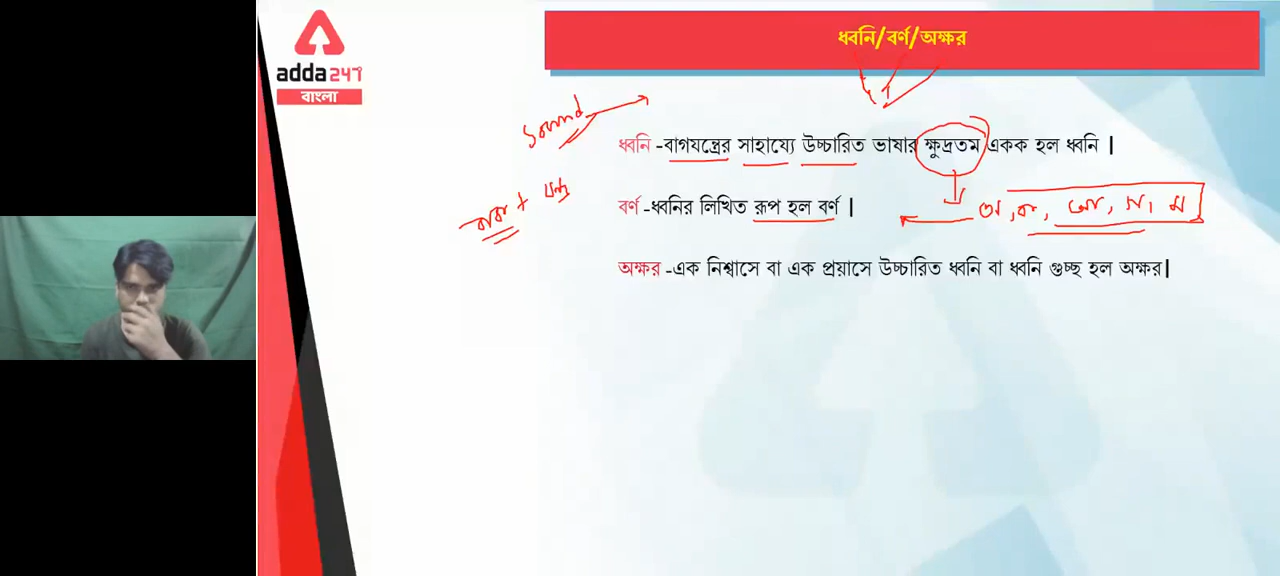 ধ্বনি/বর্ণ/অক্ষর
adda247
বাংলা
sound
ধ্বনি -বাগযন্ত্রের সাহায্যে উচ্চারিত ভাষার ক্ষুদ্রতম একক হল ধ্বনি |
যন্ত্র
বর্ণ -ধ্বনির লিখিত রূপ হল বর্ণ |
অক্ষর -এক নিশ্বাসে বা এক প্রয়াসে উচ্চারিত ধ্বনি বা ধ্বনি গুচ্ছ হল অক্ষর|